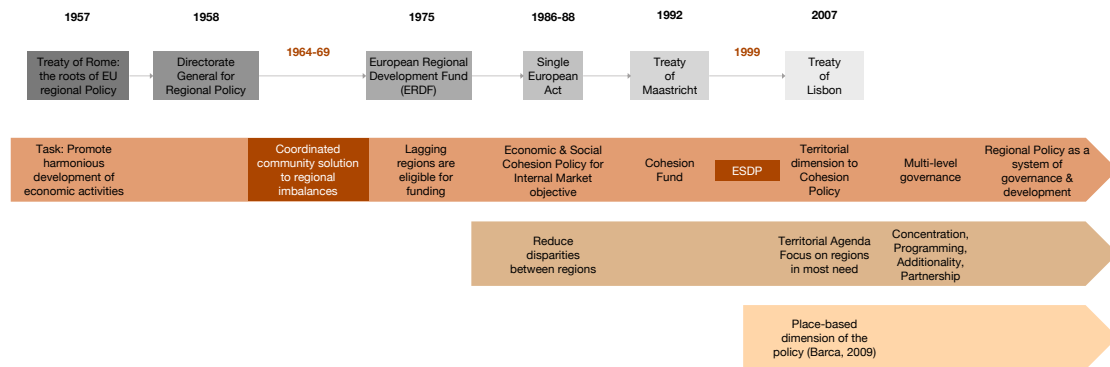 1957
1958
1964-69
1975
1986-88
1992
1999
2007
Treaty of Rome:
the roots of EU
regional Policy
Directorate
General for
Regional Policy
European Regional
Development Fund
(ERDF)
Single
European
Act
Treaty
of
Maastricht
Treaty
of
Lisbon
Task: Promote
harmonious
development of
economic activities
Coordinated
community solution
to regional
imbalances
Lagging
regions are
eligible for
funding
Economic & Social
Cohesion Policy for
Internal Market
objective
Cohesion
Fund
ESDP
Territorial
dimension to
Cohesion
Policy
Multi-level
governance
Regional Policy as a
system of
governance &
development
Reduce
disparities
between regions
Territorial Agenda
Focus on regions
in most need
Concentration,
Programming,
Additionality,
Partnership
Place-based
dimension of the
policy (Barca, 2009)